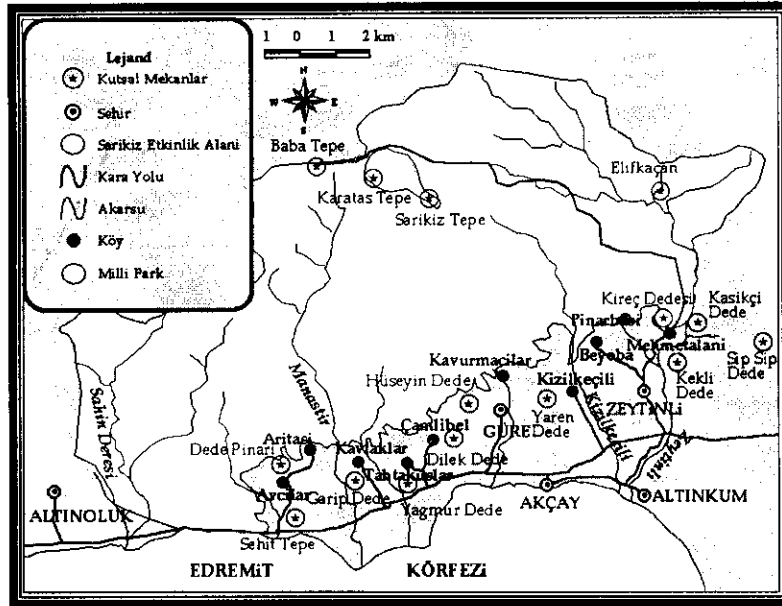 Lejand
Kutsal Mekanlar
Sehir
Sarikiz Etkinlik Alani
Kara Yolu
Akarsu
Köy
Milli Park
1 0 1 2 km
N
W E
S
Baba Tepe
Karatas Tepe
Sarikiz Tepe
Elifkaçan
Kireç Dedesi
Kasikçi
Dede
Pinarbasi
Mehmetalani
Beyoba
Sip Sip
Dede
Kekli
Dede
Kavurmacilar
Kizilkeçili
Hüseyin Dede
ZEYTINLi
Yaren
Dede
GÜRE
Kizilkeçili
Zeytinli
Manastir
Sahin Deresi
Çamlibel
Dilek Dede
Aritasi
Dede Pinari
Kavlaklar
Tahtakuslar
Avcilar
Garip Dede
Yagmur Dede
AKÇAY
ALTINKUM
ALTINOLUK
Sehit Tepe
EDREMiT KÖRFEZi